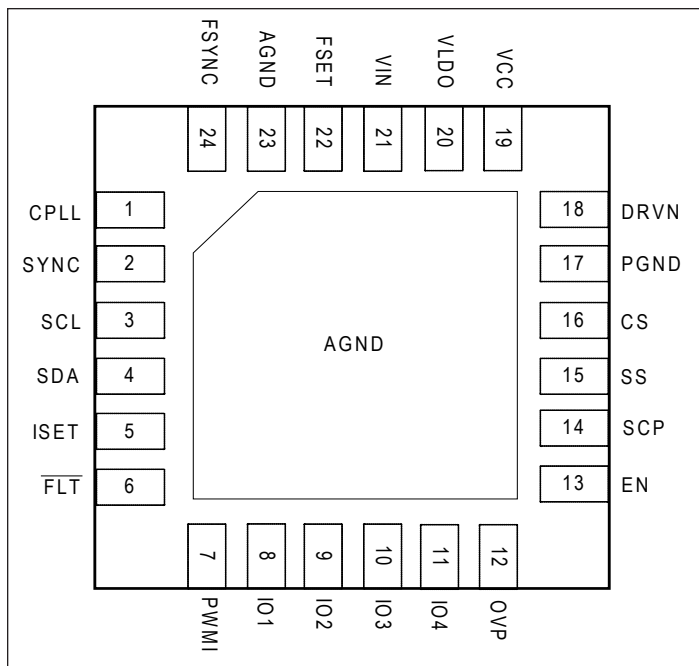 FSYNC AGND FSET VIN VLDO VCC
24 23 22 21 20 19
CPLL 1 18 DRVN
SYNC 2 17 PGND
SCL 3 16 CS
AGND
SDA 4 15 SS
ISET 5 14 SCP
FLT 6 13 EN
7 8 9 10 11 12
PWMI IO1 IO2 IO3 IO4 OVP